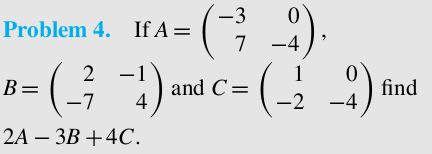 Problem 4. If A = ( −3 0 ),
( 7 −4 )
B = ( 2 −1 ) and C = ( 1 0 ) find
( −7 4 ) ( −2 −4 )
2A − 3B + 4C.